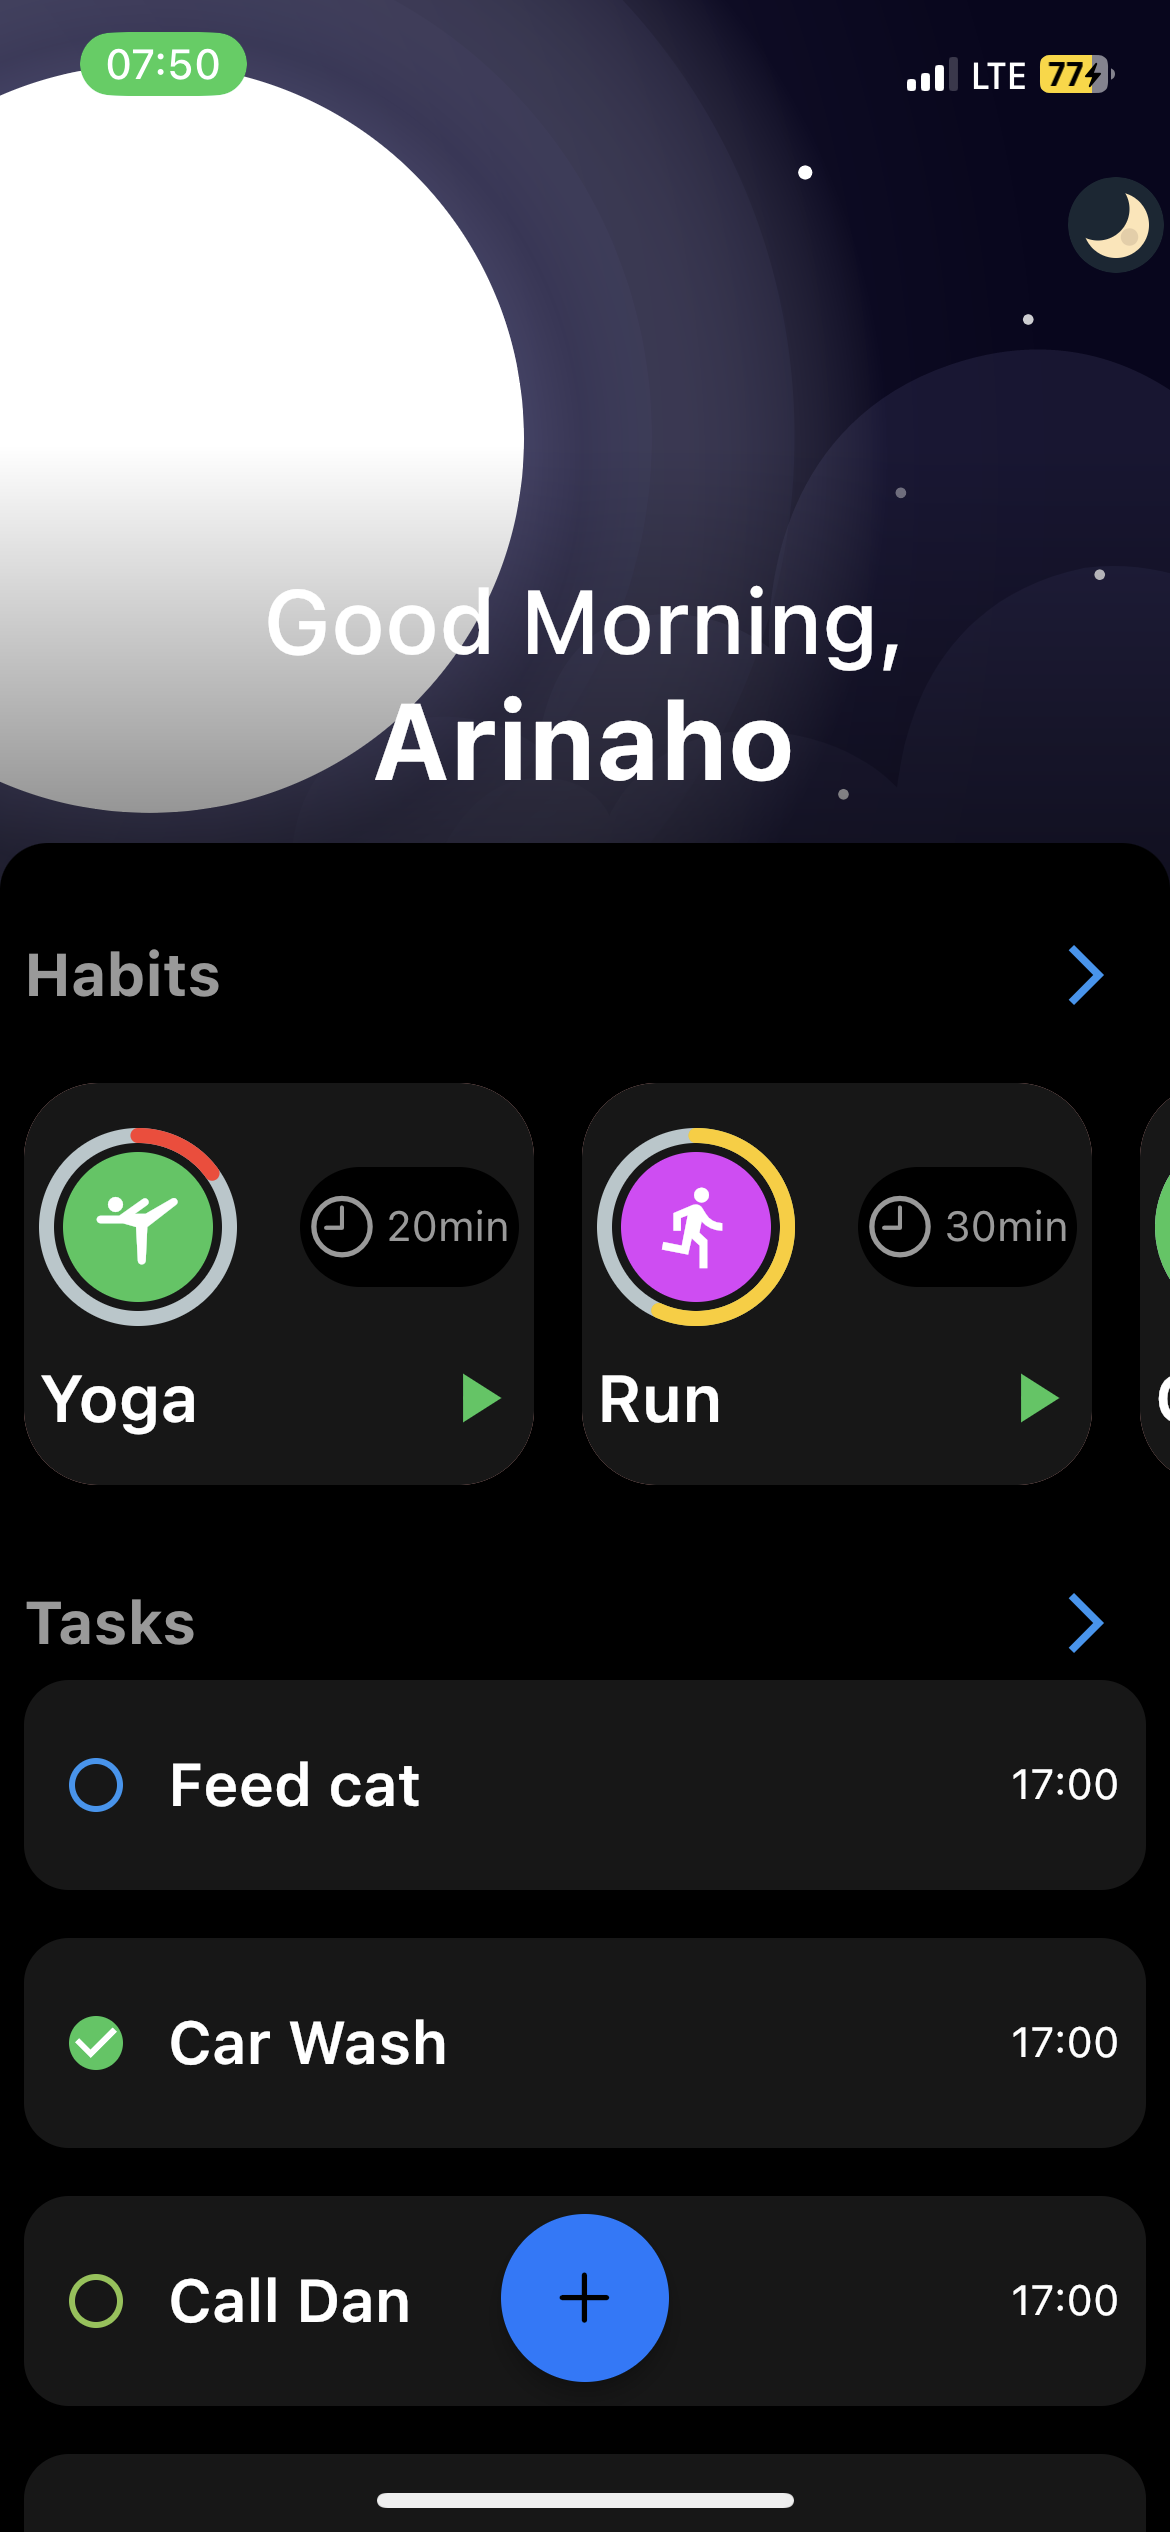 07:50
LTE 77
Good Morning,
Arinaho
Habits
20min
30min
Yoga
Run
Tasks
Feed cat 17:00
Car Wash 17:00
Call Dan 17:00